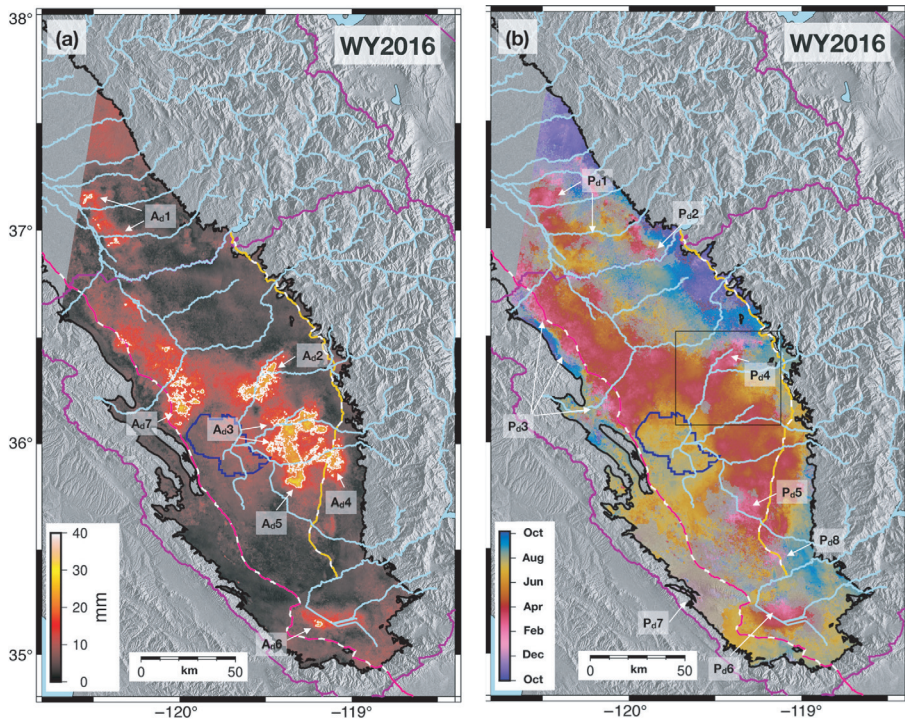 (a)
WY2016
38°
37°
36°
35°
Ad1
Ad2
Ad3
Ad7
Ad4
Ad5
Ad6
40
30
20
10
0
mm
0 50
km
−120° −119°
(b)
WY2016
Pd1
Pd2
Pd4
Pd3
Pd5
Pd8
Pd7
Pd6
Oct
Aug
Jun
Apr
Feb
Dec
Oct
0 50
km
−120° −119°